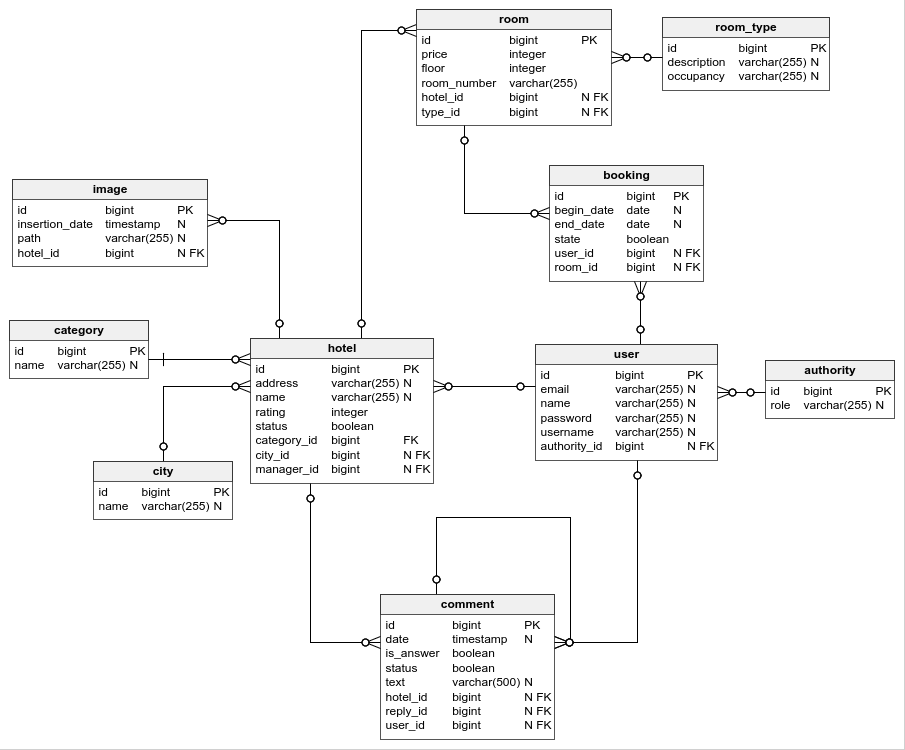 room
id bigint PK
price integer
floor integer
room_number varchar(255)
hotel_id bigint N FK
type_id bigint N FK
room_type
id bigint PK
description varchar(255) N
occupancy varchar(255) N
image
id bigint PK
insertion_date timestamp N
path varchar(255) N
hotel_id bigint N FK
booking
id bigint PK
begin_date date N
end_date date N
state boolean
user_id bigint N FK
room_id bigint N FK
category
id bigint PK
name varchar(255) N
hotel
id bigint PK
address varchar(255) N
name varchar(255) N
rating integer
status boolean
category_id bigint FK
city_id bigint N FK
manager_id bigint N FK
user
id bigint PK
email varchar(255) N
name varchar(255) N
password varchar(255) N
username varchar(255) N
authority_id bigint N FK
authority
id bigint PK
role varchar(255) N
city
id bigint PK
name varchar(255) N
comment
id bigint PK
date timestamp N
is_answer boolean
status boolean
text varchar(500) N
hotel_id bigint N FK
reply_id bigint N FK
user_id bigint N FK